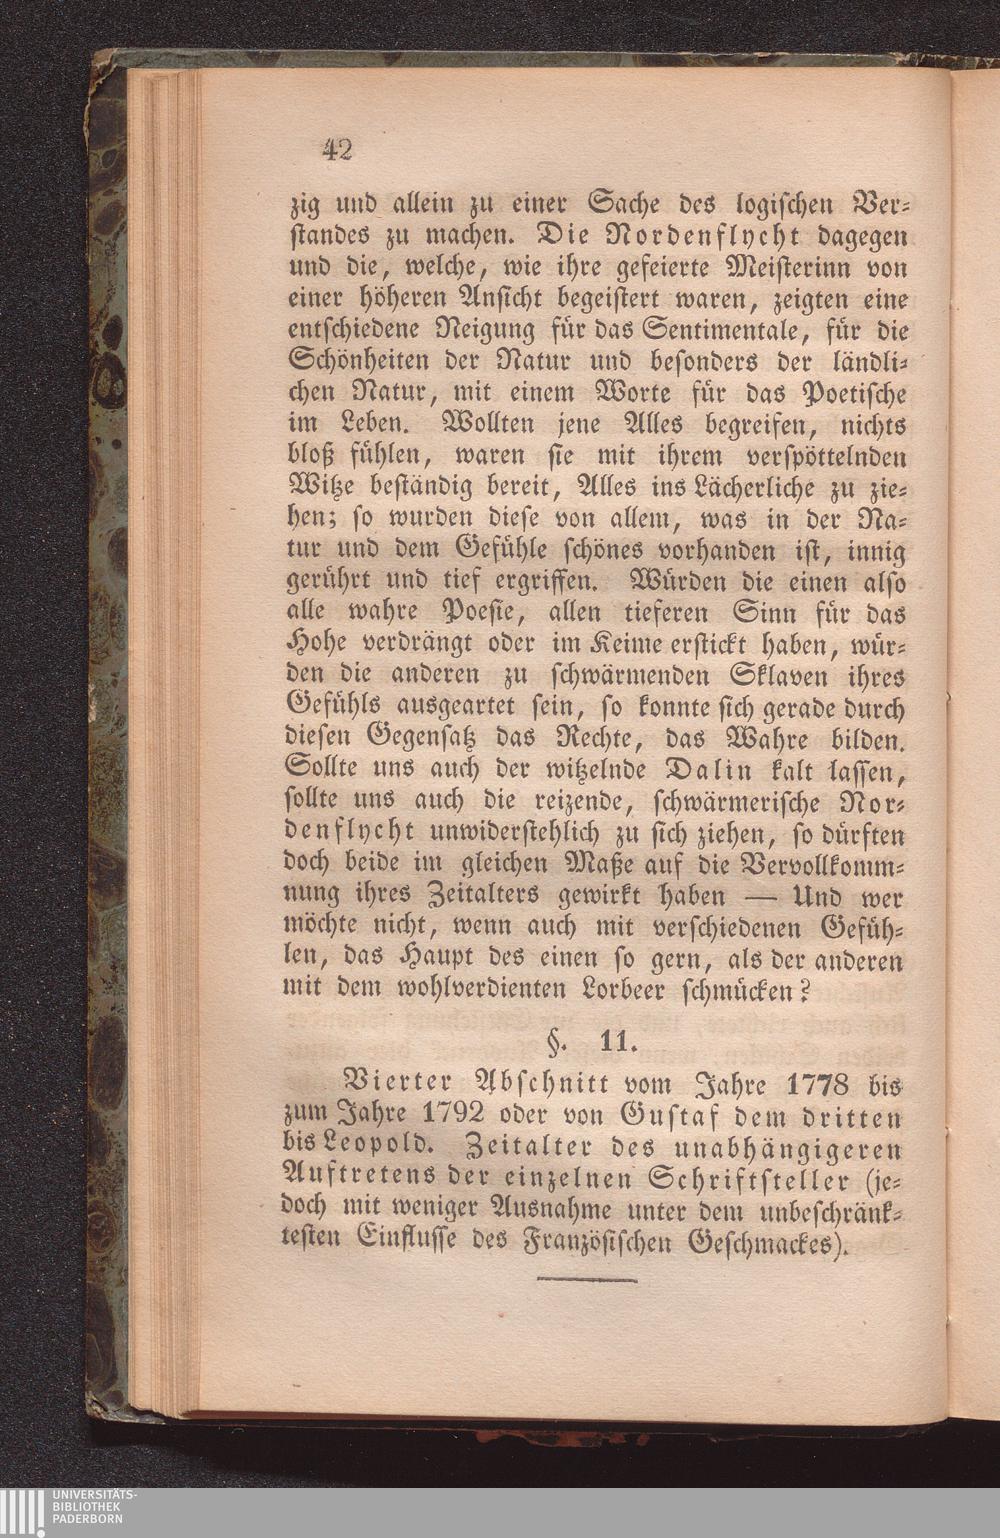 42
zig und allein zu einer Sache des logischen Ver-
standes zu machen. Die Nordenflycht dagegen
und die, welche, wie ihre gefeierte Meisterinn von
einer höheren Ansicht begeistert waren, zeigten eine
entschiedene Neigung für das Sentimentale, für die
Schönheiten der Natur und besonders der ländli-
chen Natur, mit einem Worte für das Poetische
im Leben. Wollten jene Alles begreifen, nichts
bloß fühlen, waren sie mit ihrem verspöttelnden
Witze beständig bereit, Alles ins Lächerliche zu zie-
hen; so wurden diese von allem, was in der Na-
tur und dem Gefühle schönes vorhanden ist, innig
gerührt und tief ergriffen. Würden die einen also
alle wahre Poesie, allen tieferen Sinn für das
Hohe verdrängt oder im Keime erstickt haben, wür-
den die anderen zu schwärmenden Sklaven ihres
Gefühls ausgeartet sein, so konnte sich gerade durch
diesen Gegensatz das Rechte, das Wahre bilden.
Sollte uns auch der witzelnde Dalin kalt lassen,
sollte uns auch die reizende, schwärmerische Nor-
denflycht unwiderstehlich zu sich ziehen, so dürften
doch beide im gleichen Maße auf die Vervollkomm-
nung ihres Zeitalters gewirkt haben — Und wer
möchte nicht, wenn auch mit verschiedenen Gefüh-
len, das Haupt des einen so gern, als der anderen
mit dem wohlverdienten Lorbeer schmücken?
§. 11.
Vierter Abschnitt vom Jahre 1778 bis
zum Jahre 1792 oder von Gustaf dem dritten
bis Leopold. Zeitalter des unabhängigeren
Auftretens der einzelnen Schriftsteller (je-
doch mit weniger Ausnahme unter dem unbeschränk-
testen Einflusse des Französischen Geschmackes).
UNIVERSITÄTS-
BIBLIOTHEK
PADERBORN